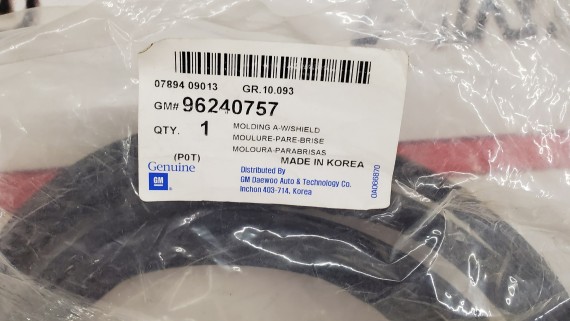 07894 09013 GR.10.093
GM# 96240757
QTY. 1 MOLDING A-W/SHIELD
MOULURE-PARE-BRISE
MOLOURA-PARABRISAS
(P0T) MADE IN KOREA
Genuine
GM
Distributed By
GM Daewoo Auto & Technology Co.
Inchon 403-714, Korea
OA066870